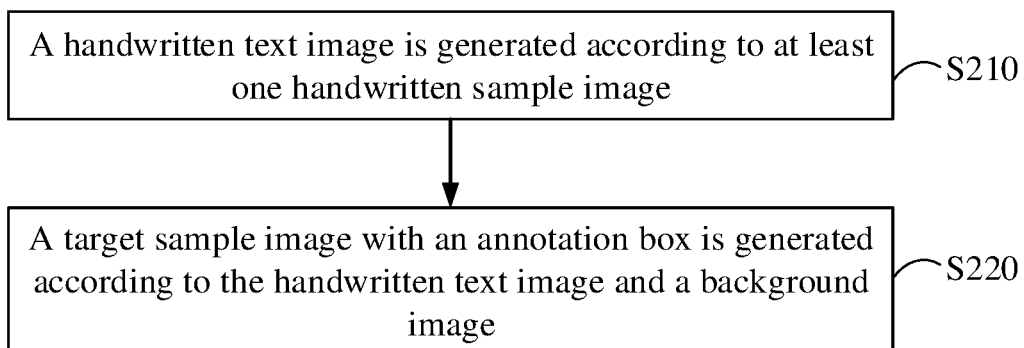 A handwritten text image is generated according to at least
one handwritten sample image
S210
A target sample image with an annotation box is generated
according to the handwritten text image and a background
image
S220